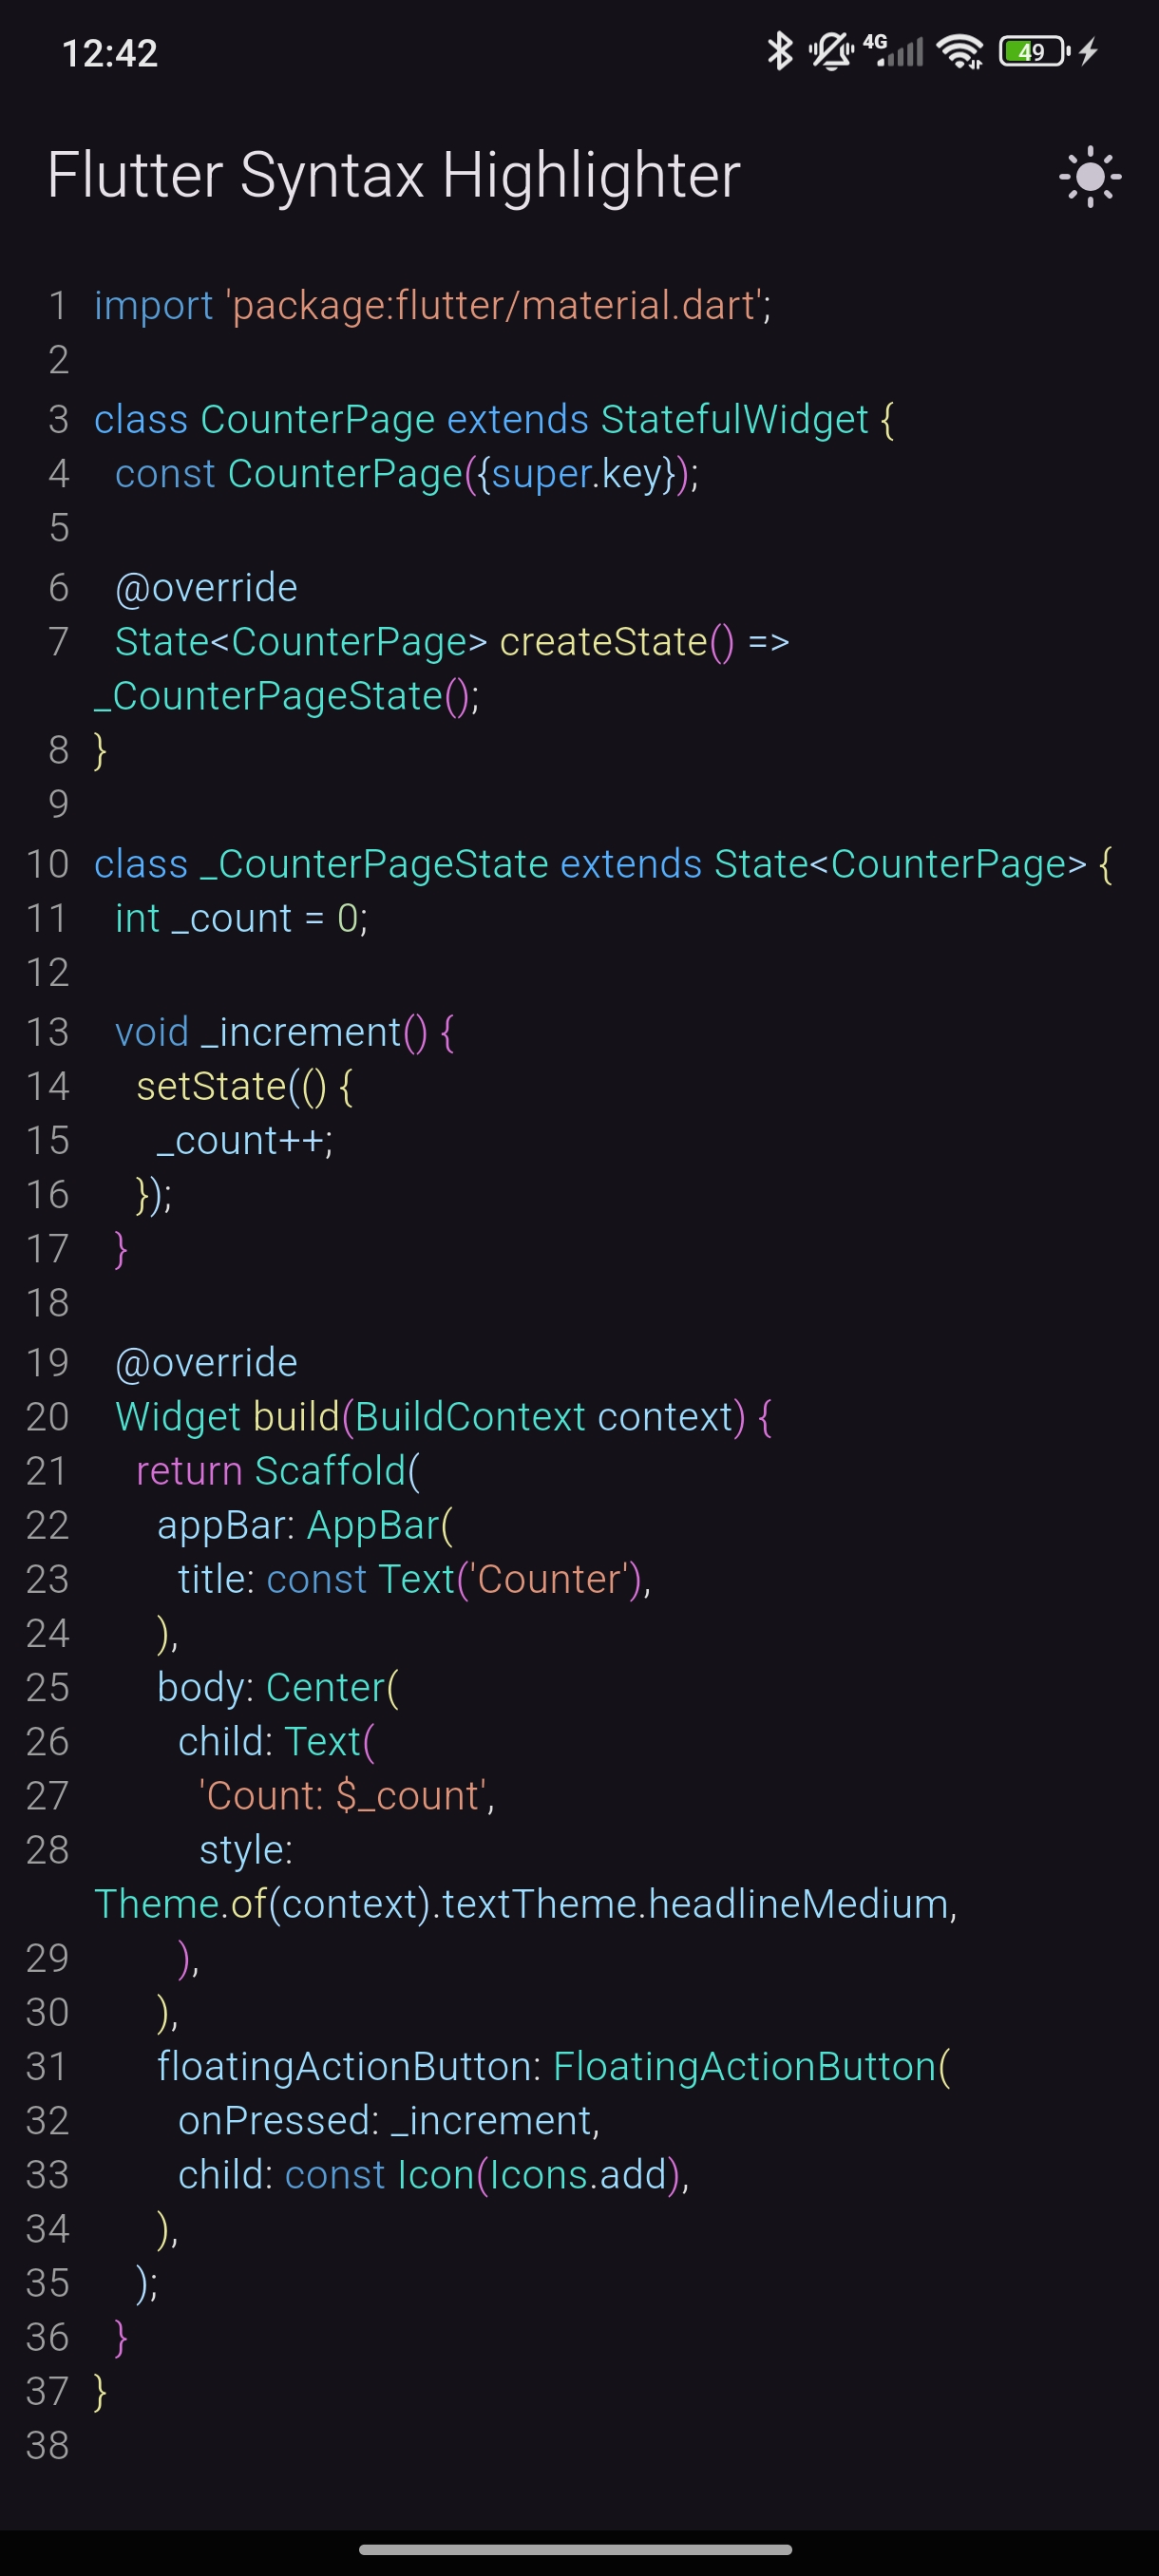 12:42
4G
49
Flutter Syntax Highlighter
1 import 'package:flutter/material.dart';
2
3 class CounterPage extends StatefulWidget {
4   const CounterPage({super.key});
5
6   @override
7   State<CounterPage> createState() =>
_CounterPageState();
8 }
9
10 class _CounterPageState extends State<CounterPage> {
11   int _count = 0;
12
13   void _increment() {
14     setState(() {
15       _count++;
16     });
17   }
18
19   @override
20   Widget build(BuildContext context) {
21     return Scaffold(
22       appBar: AppBar(
23         title: const Text('Counter'),
24       ),
25       body: Center(
26         child: Text(
27           'Count: $_count',
28           style:
Theme.of(context).textTheme.headlineMedium,
29         ),
30       ),
31       floatingActionButton: FloatingActionButton(
32         onPressed: _increment,
33         child: const Icon(Icons.add),
34       ),
35     );
36   }
37 }
38